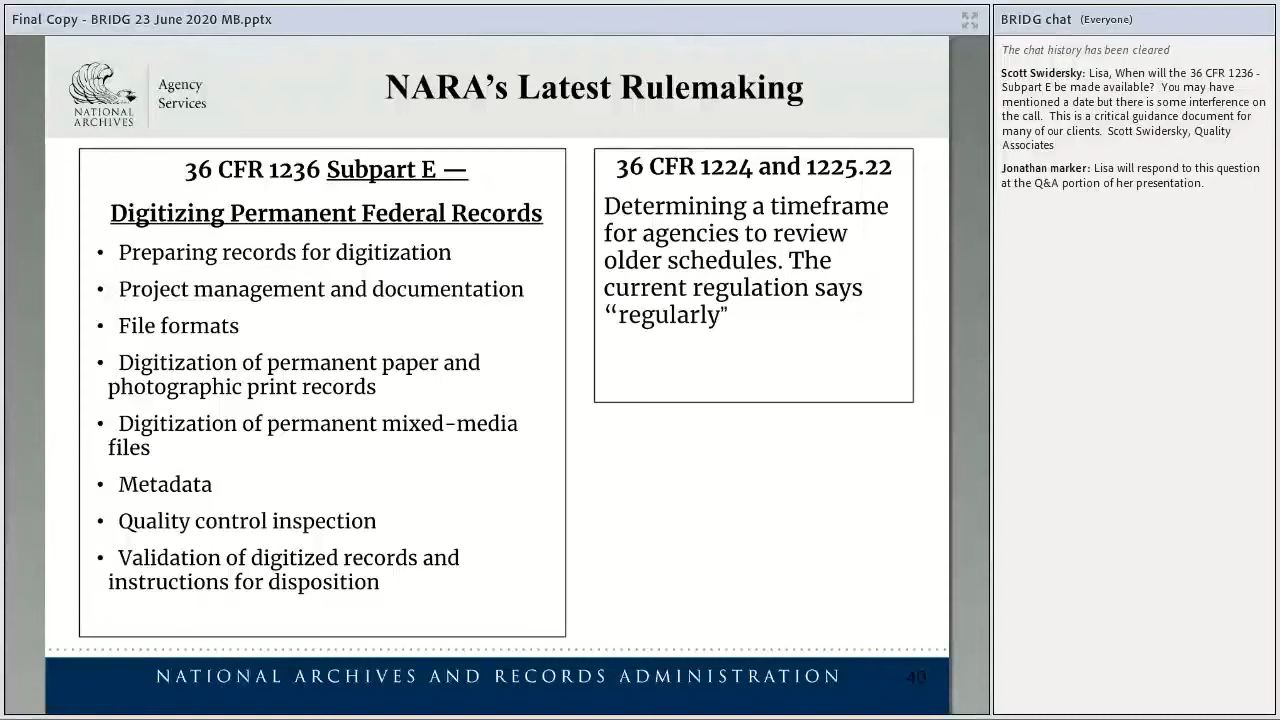 Final Copy - BRIDG 23 June 2020 MB.pptx
NATIONAL
ARCHIVES
Agency
Services
NARA’s Latest Rulemaking
36 CFR 1236 Subpart E —
Digitizing Permanent Federal Records
• Preparing records for digitization
• Project management and documentation
• File formats
• Digitization of permanent paper and
photographic print records
• Digitization of permanent mixed-media
files
• Metadata
• Quality control inspection
• Validation of digitized records and
instructions for disposition
36 CFR 1224 and 1225.22
Determining a timeframe
for agencies to review
older schedules. The
current regulation says
“regularly”
NATIONAL ARCHIVES AND RECORDS ADMINISTRATION
40
BRIDG chat (Everyone)
The chat history has been cleared
Scott Swidersky: Lisa, When will the 36 CFR 1236 -
Subpart E be made available? You may have
mentioned a date but there is some interference on
the call. This is a critical guidance document for
many of our clients. Scott Swidersky, Quality
Associates
Jonathan marker: Lisa will respond to this question
at the Q&A portion of her presentation.